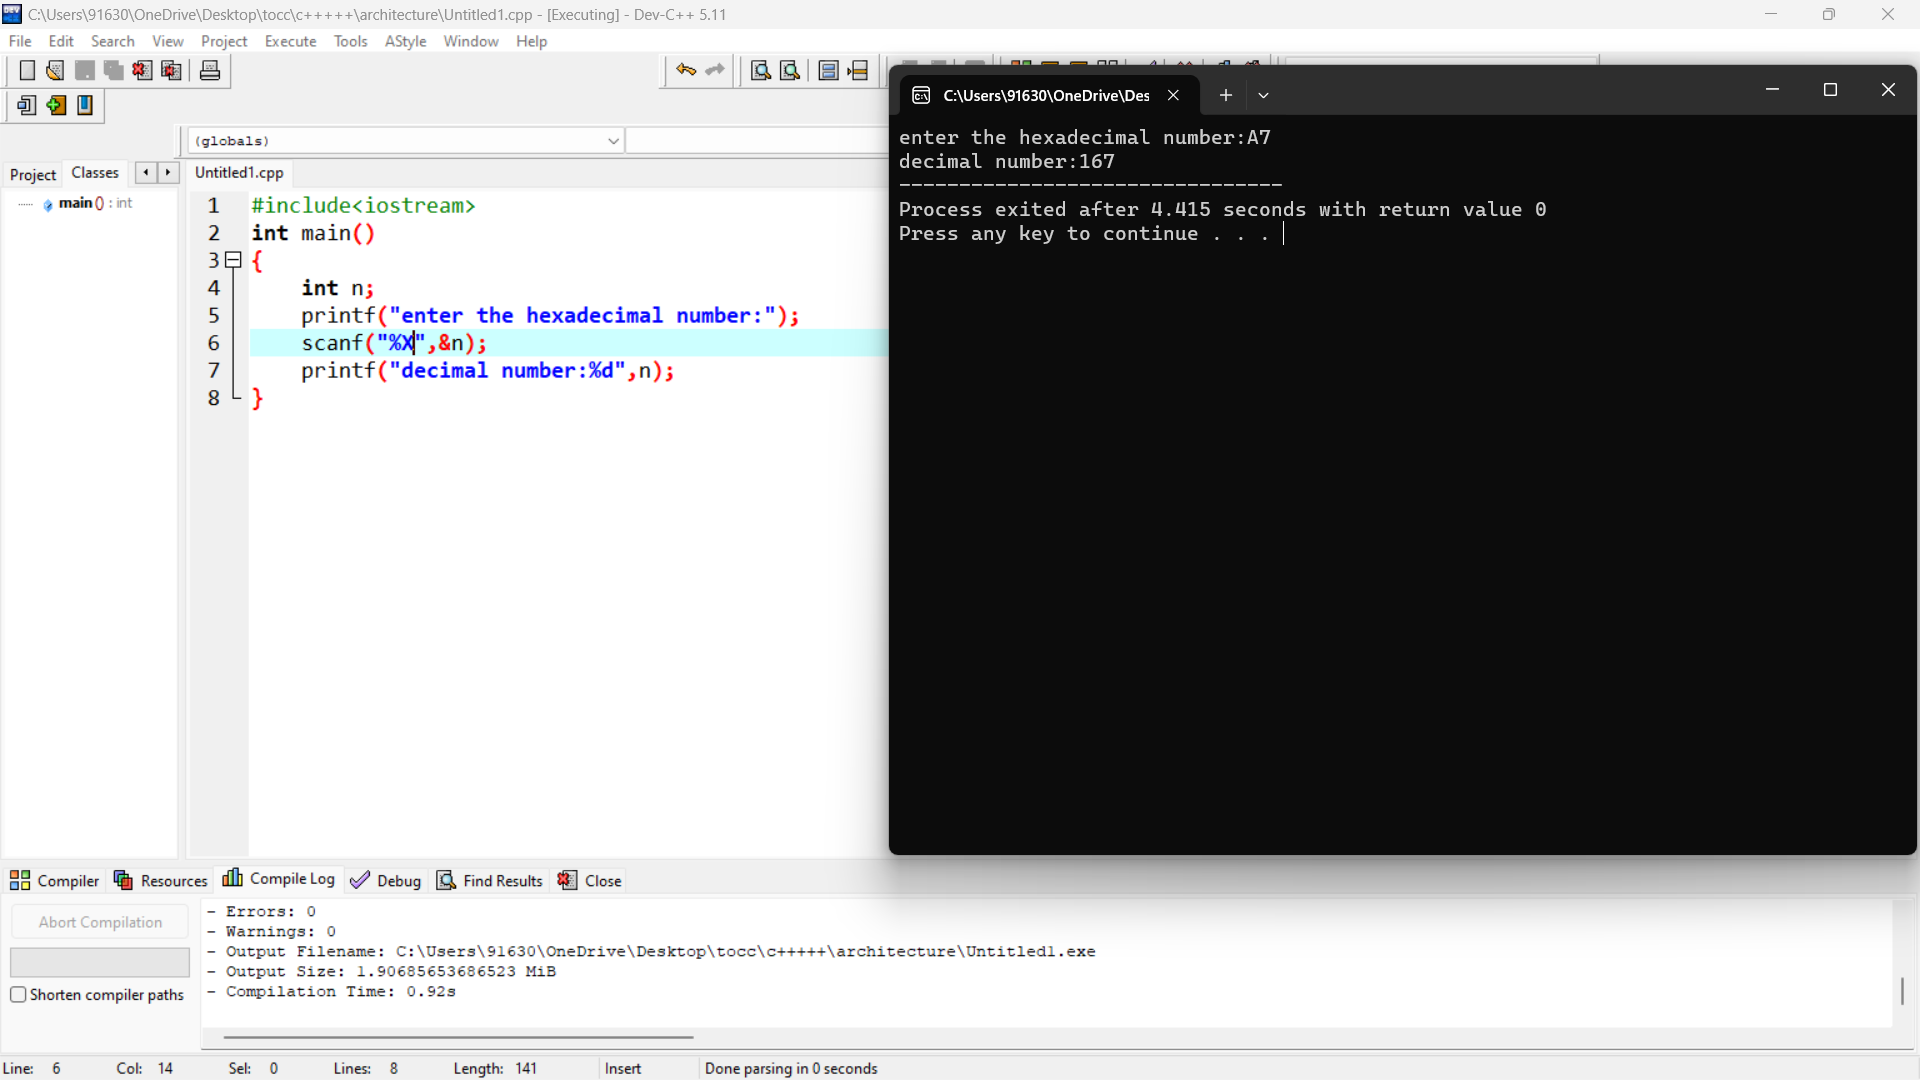 C:\Users\91630\OneDrive\Desktop\tocc\c+++++\architecture\Untitled1.cpp - [Executing] - Dev-C++ 5.11
File Edit Search View Project Execute Tools AStyle Window Help
(globals)
Project Classes
main () : int
Untitled1.cpp
1 #include<iostream>
2 int main()
3 {
4 int n;
5 printf("enter the hexadecimal number:");
6 scanf("%X",&n);
7 printf("decimal number:%d",n);
8 }
C:\Users\91630\OneDrive\Des
enter the hexadecimal number:A7
decimal number:167
--------------------------------
Process exited after 4.415 seconds with return value 0
Press any key to continue . . .
Compiler Resources Compile Log Debug Find Results Close
Abort Compilation
Shorten compiler paths
- Errors: 0
- Warnings: 0
- Output Filename: C:\Users\91630\OneDrive\Desktop\tocc\c+++++\architecture\Untitled1.exe
- Output Size: 1.90685653686523 MiB
- Compilation Time: 0.92s
Line: 6 Col: 14 Sel: 0 Lines: 8 Length: 141 Insert Done parsing in 0 seconds